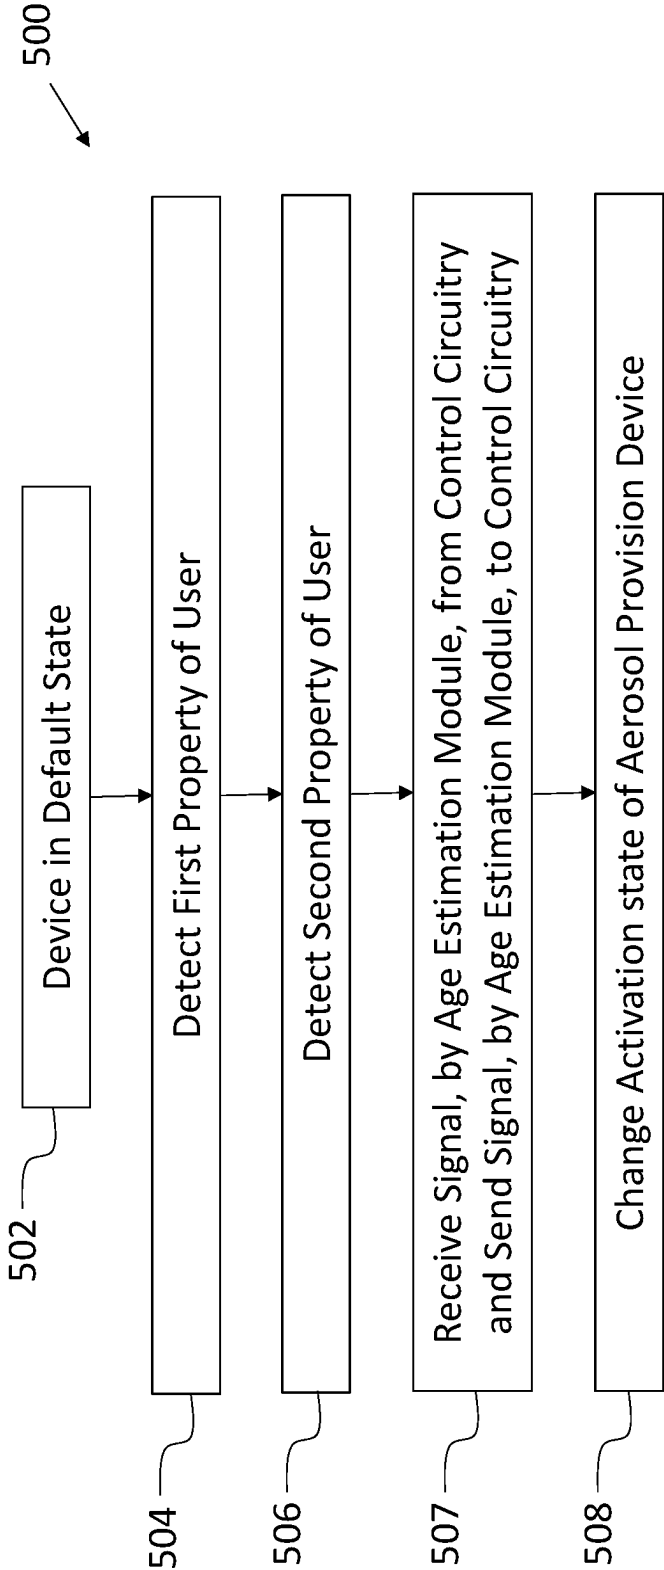 500
502
Device in Default State
504
Detect First Property of User
506
Detect Second Property of User
507
Receive Signal, by Age Estimation Module, from Control Circuitry
and Send Signal, by Age Estimation Module, to Control Circuitry
508
Change Activation state of Aerosol Provision Device